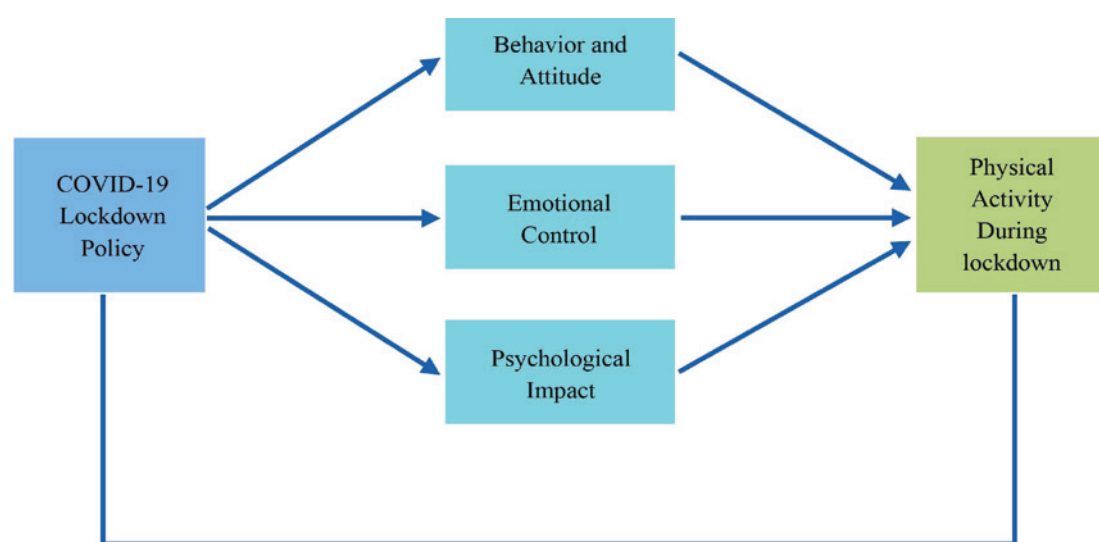 Behavior and
Attitude
COVID-19
Lockdown
Policy
Emotional
Control
Physical
Activity
During
lockdown
Psychological
Impact